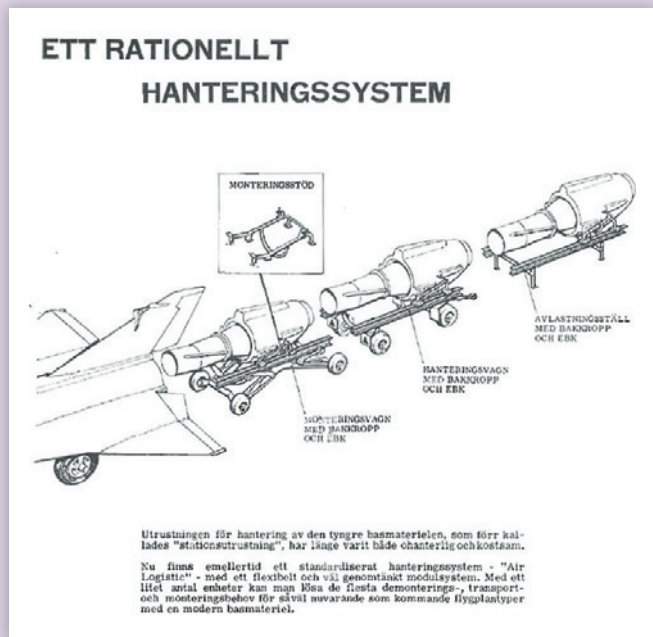 ETT RATIONELLT
HANTERINGSSYSTEM
MONTERINGSSTÖD
AVLASTNINGSSTÄLL
MED BAKKROPP
OCH EBK
HANTERINGSVAGN
MED BAKKROPP
OCH EBK
MONTERINGSVAGN
MED BAKKROPP
OCH EBK
Utrustningen för hantering av den tyngre basmaterielen, som förr kal-
lades "stationsutrustning", har länge varit både ohanterlig och kostsam.
Nu finns emellertid ett standardiserat hanteringssystem - "Air
Logistic" - med ett flexibelt och väl genomtänkt modulsystem. Med ett
litet antal enheter kan man lösa de flesta demonterings-, transport-
och monteringsbehov för såväl nuvarande som kommande flygplantyper
med en modern basmateriel.